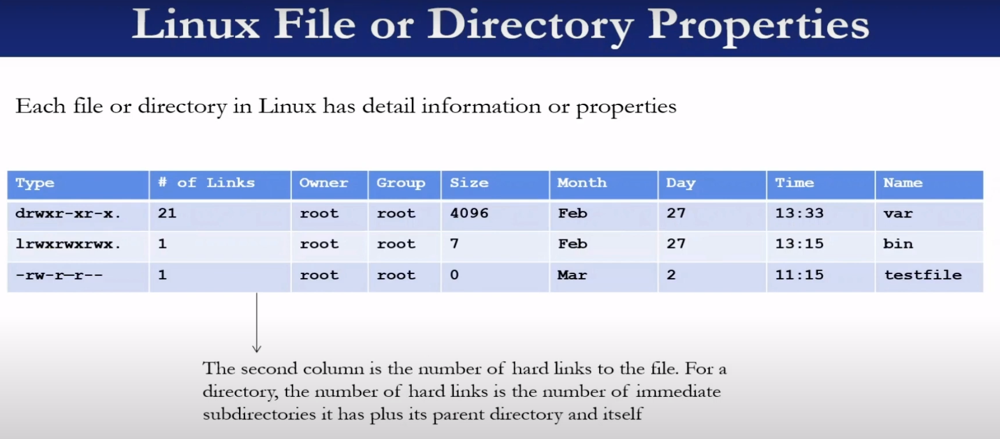 Linux File or Directory Properties
Each file or directory in Linux has detail information or properties
Type # of Links Owner Group Size Month Day Time Name
drwxr-xr-x. 21 root root 4096 Feb 27 13:33 var
lrwxrwxrwx. 1 root root 7 Feb 27 13:15 bin
-rw-r—r-- 1 root root 0 Mar 2 11:15 testfile
The second column is the number of hard links to the file. For a
directory, the number of hard links is the number of immediate
subdirectories it has plus its parent directory and itself